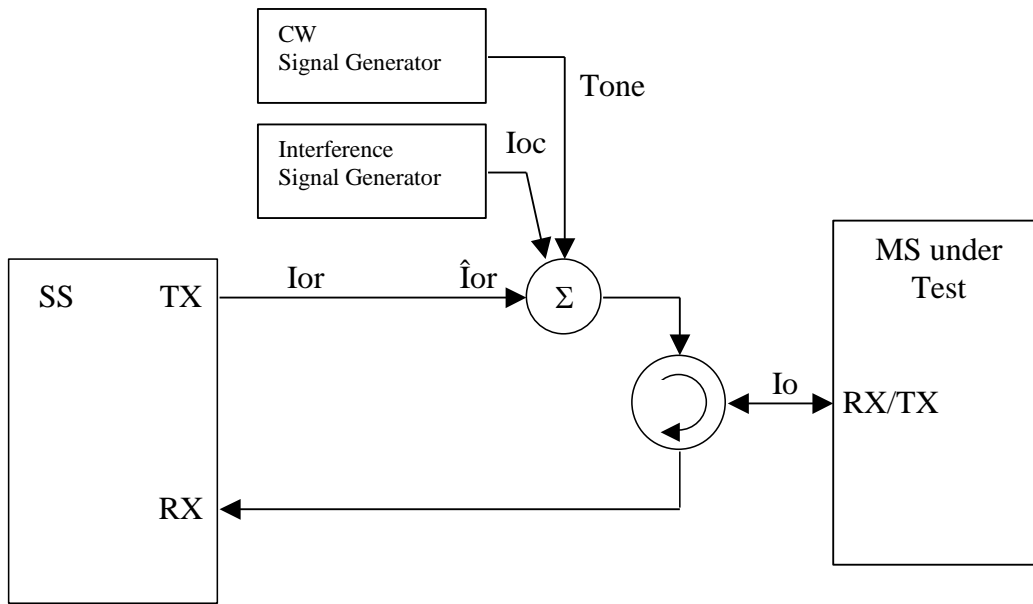 CW
Signal Generator
Tone
Interference
Signal Generator
Ioc
MS under
Test
SS
TX
Ior
Îor
Σ
Io
RX/TX
RX